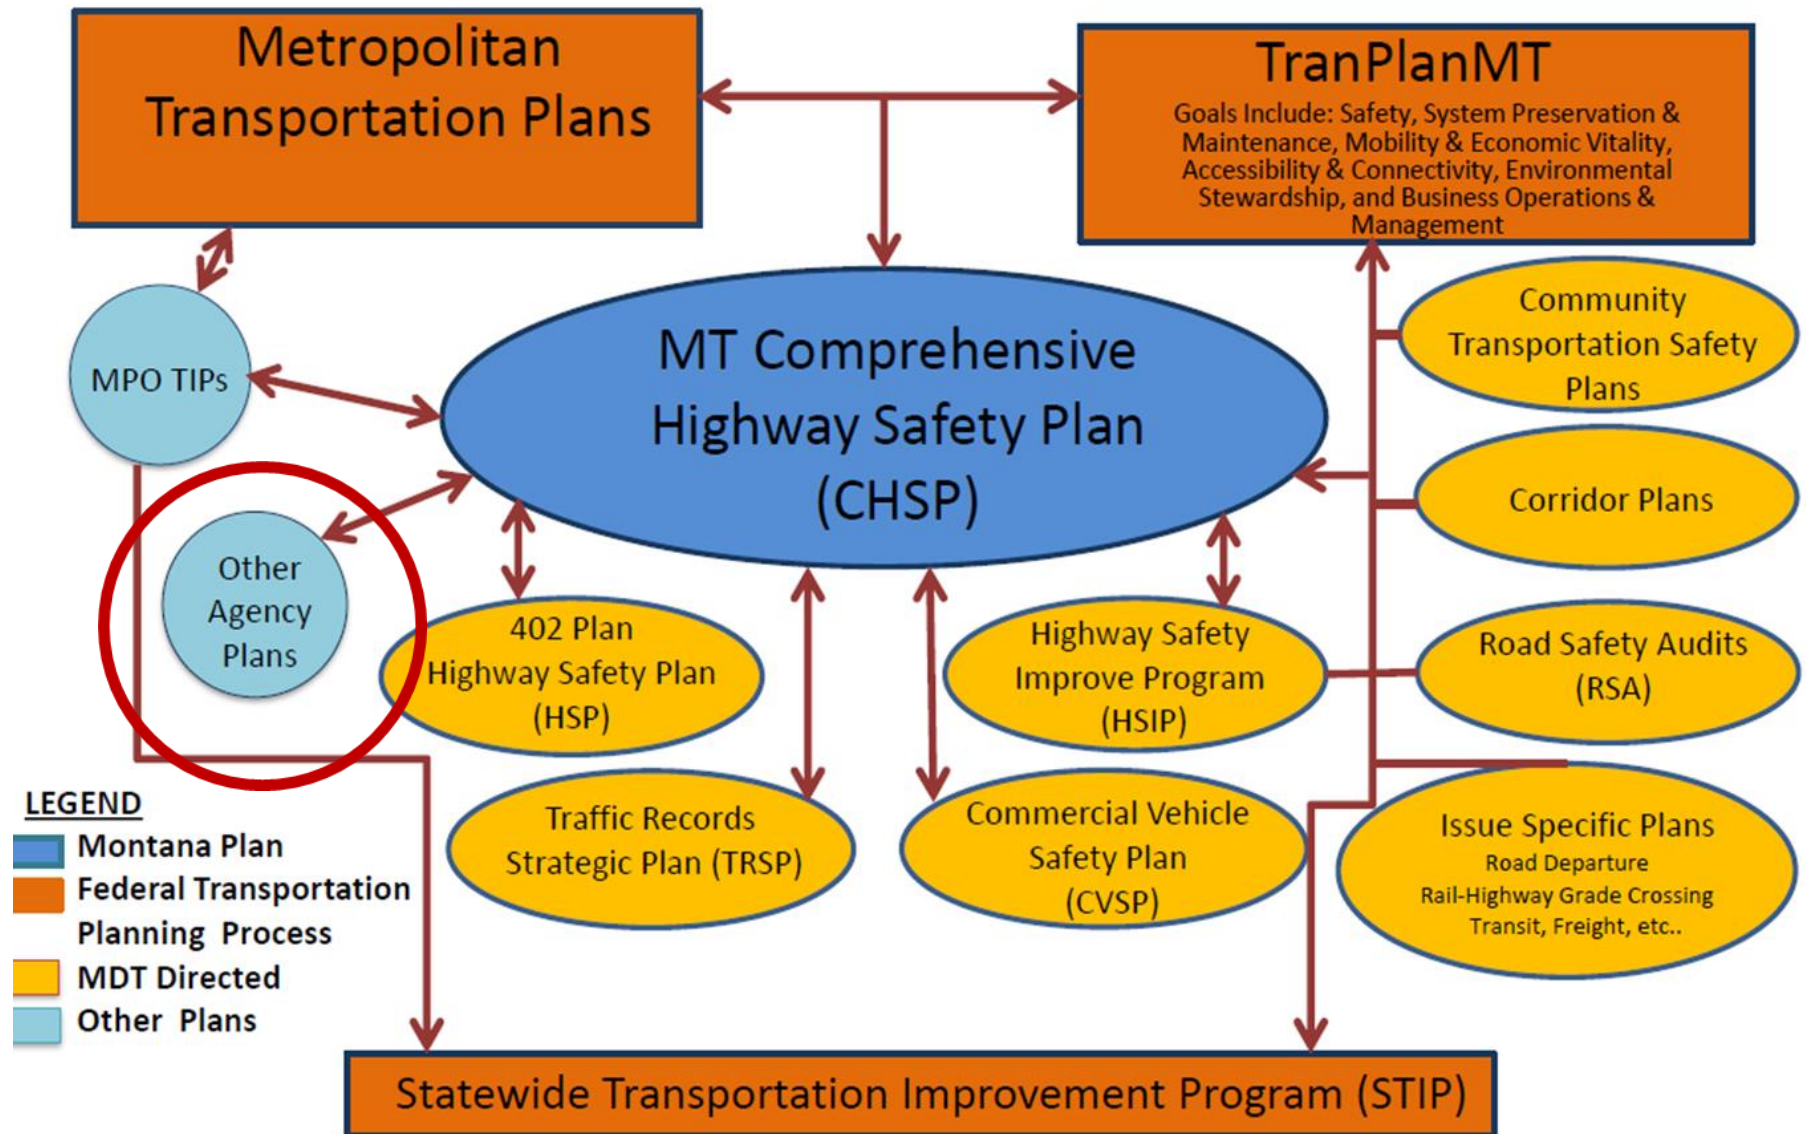 Metropolitan
Transportation Plans
TranPlanMT
Goals Include: Safety, System Preservation &
Maintenance, Mobility & Economic Vitality,
Accessibility & Connectivity, Environmental
Stewardship, and Business Operations &
Management
MPO TIPs
MT Comprehensive
Highway Safety Plan
(CHSP)
Community
Transportation Safety
Plans
Corridor Plans
Other
Agency
Plans
402 Plan
Highway Safety Plan
(HSP)
Highway Safety
Improve Program
(HSIP)
Road Safety Audits
(RSA)
Traffic Records
Strategic Plan (TRSP)
Commercial Vehicle
Safety Plan
(CVSP)
Issue Specific Plans
Road Departure
Rail-Highway Grade Crossing
Transit, Freight, etc..
LEGEND
Montana Plan
Federal Transportation
Planning Process
MDT Directed
Other Plans
Statewide Transportation Improvement Program (STIP)